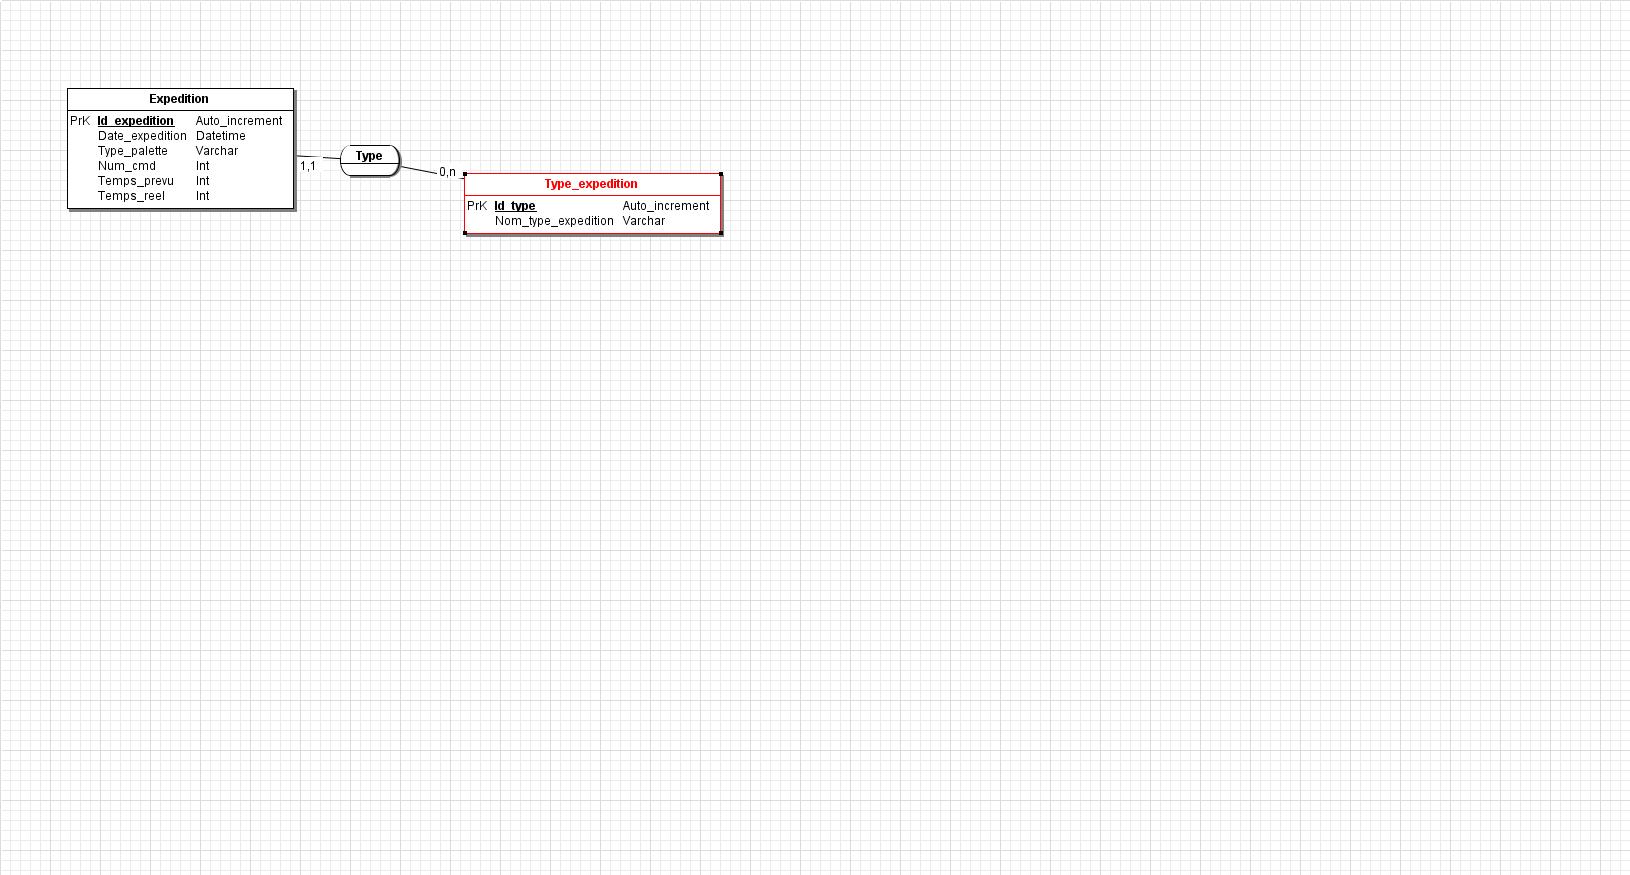 Expedition
PrK Id_expedition Auto_increment
Date_expedition Datetime
Type_palette Varchar
Num_cmd Int
Temps_prevu Int
Temps_reel Int
1,1
Type
0,n
Type_expedition
PrK Id_type Auto_increment
Nom_type_expedition Varchar